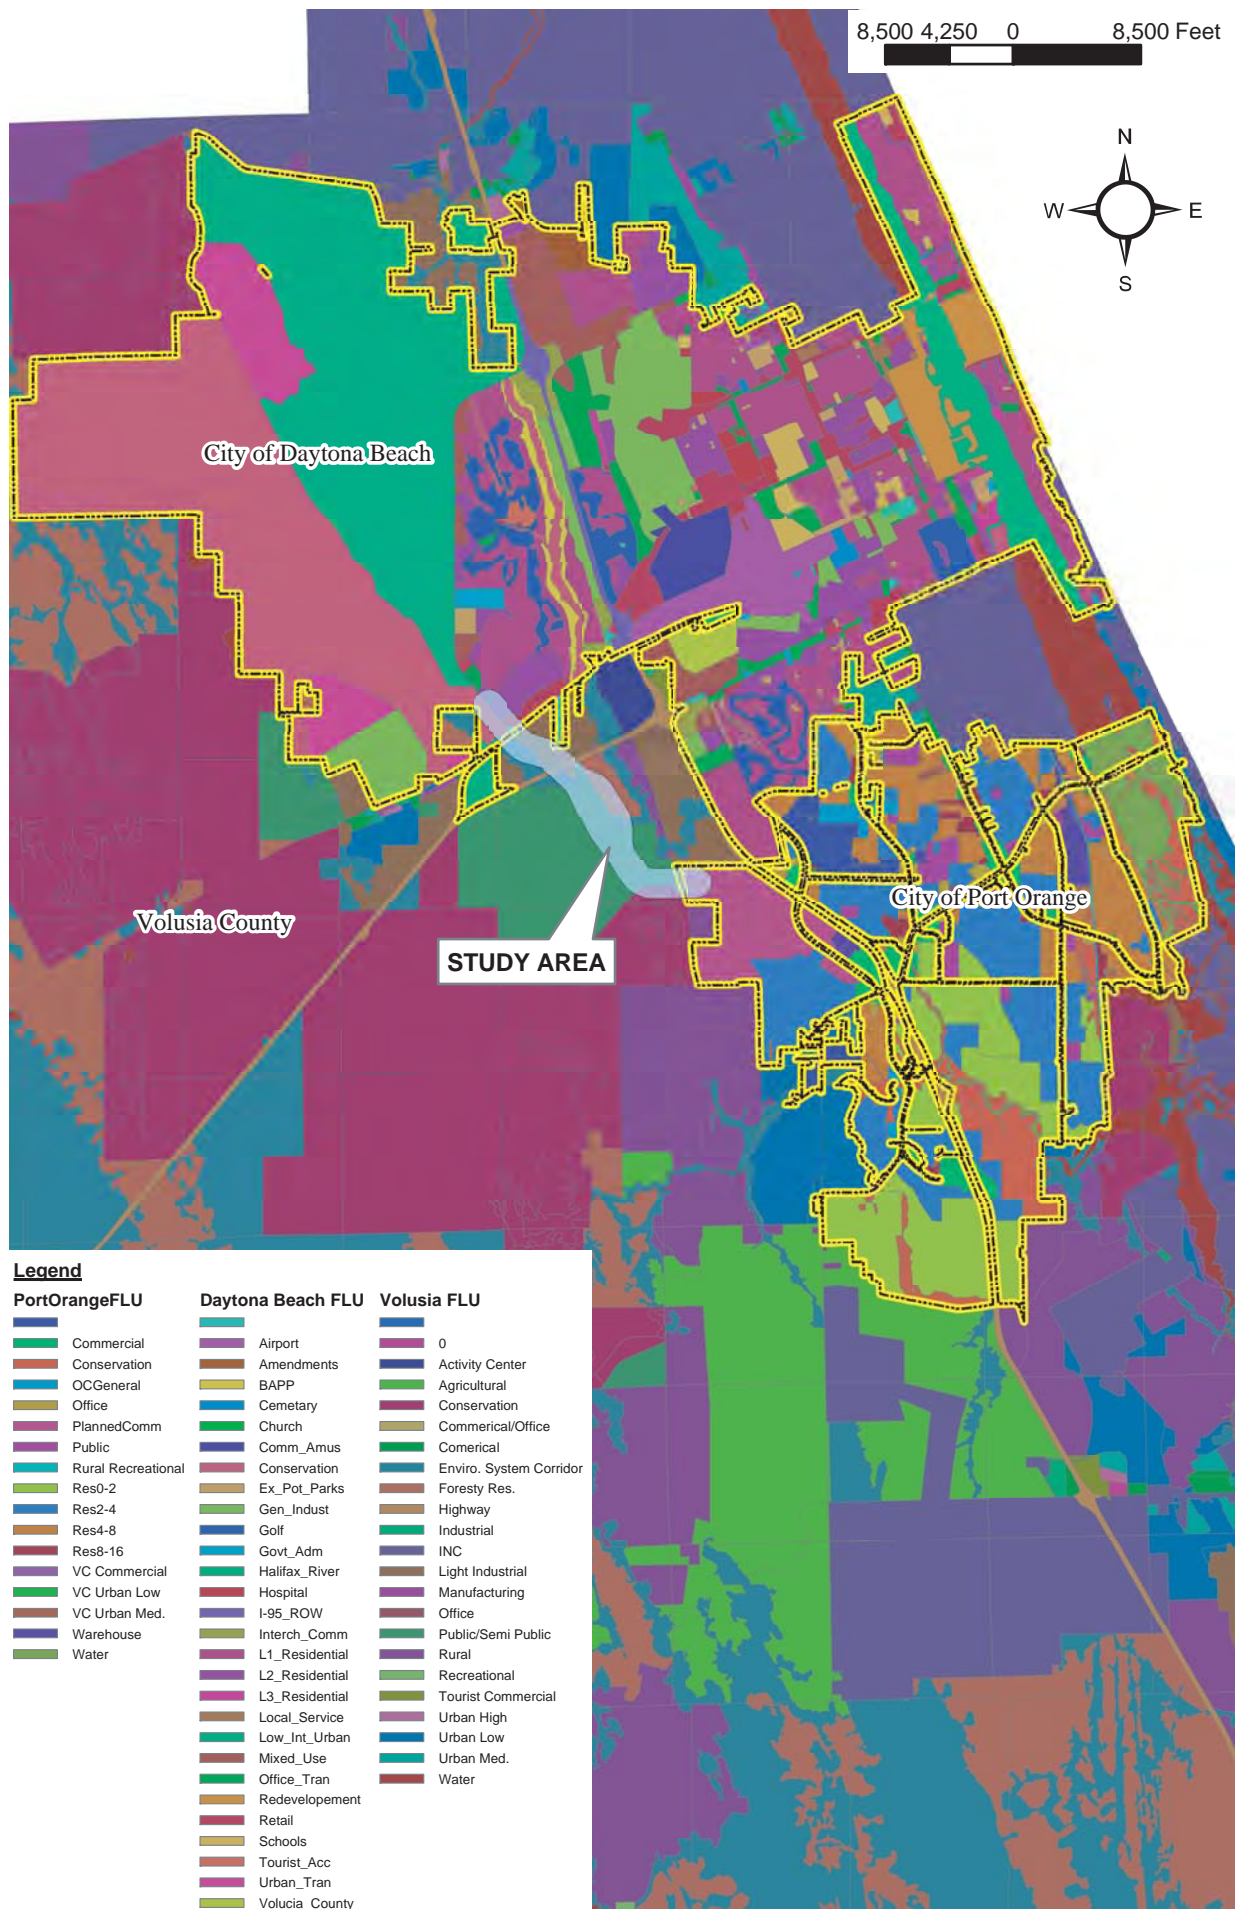 8,500 4,250 0 8,500 Feet
N
W E
S
City of Daytona Beach
City of Port Orange
Volusia County
STUDY AREA
Legend
PortOrangeFLU
Commercial
Conservation
OCGeneral
Office
PlannedComm
Public
Rural Recreational
Res0-2
Res2-4
Res4-8
Res8-16
VC Commercial
VC Urban Low
VC Urban Med.
Warehouse
Water
Daytona Beach FLU
Airport
Amendments
BAPP
Cemetary
Church
Comm_Amus
Conservation
Ex_Pot_Parks
Gen_Indust
Golf
Govt_Adm
Halifax_River
Hospital
I-95_ROW
Interch_Comm
L1_Residential
L2_Residential
L3_Residential
Local_Service
Low_Int_Urban
Mixed_Use
Office_Tran
Redevelopement
Retail
Schools
Tourist_Acc
Urban_Tran
Volucia_County
Volusia FLU
0
Activity Center
Agricultural
Conservation
Commerical/Office
Comerical
Enviro. System Corridor
Foresty Res.
Highway
Industrial
INC
Light Industrial
Manufacturing
Office
Public/Semi Public
Rural
Recreational
Tourist Commercial
Urban High
Urban Low
Urban Med.
Water